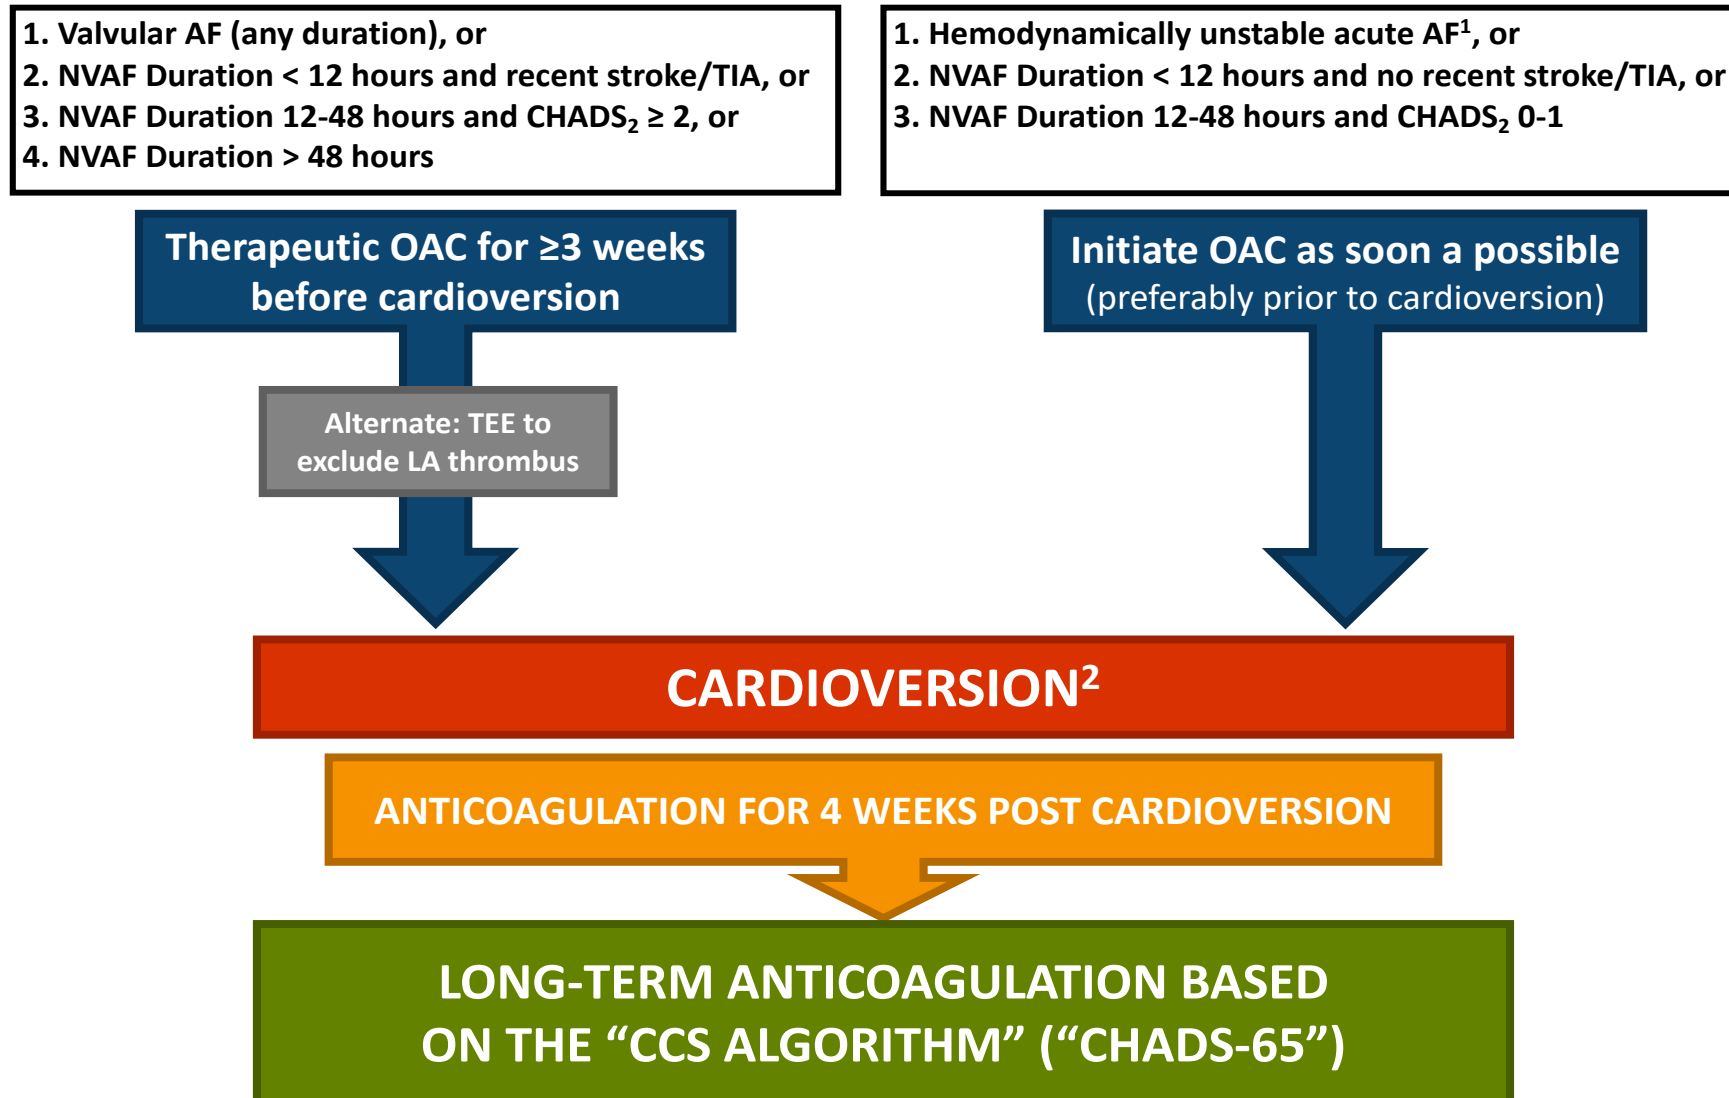 1. Valvular AF (any duration), or
2. NVAF Duration < 12 hours and recent stroke/TIA, or
3. NVAF Duration 12-48 hours and CHADS₂ ≥ 2, or
4. NVAF Duration > 48 hours
1. Hemodynamically unstable acute AF¹, or
2. NVAF Duration < 12 hours and no recent stroke/TIA, or
3. NVAF Duration 12-48 hours and CHADS₂ 0-1
Therapeutic OAC for ≥3 weeks
before cardioversion
Initiate OAC as soon a possible
(preferably prior to cardioversion)
Alternate: TEE to
exclude LA thrombus
CARDIOVERSION²
ANTICOAGULATION FOR 4 WEEKS POST CARDIOVERSION
LONG-TERM ANTICOAGULATION BASED
ON THE “CCS ALGORITHM” (“CHADS-65”)